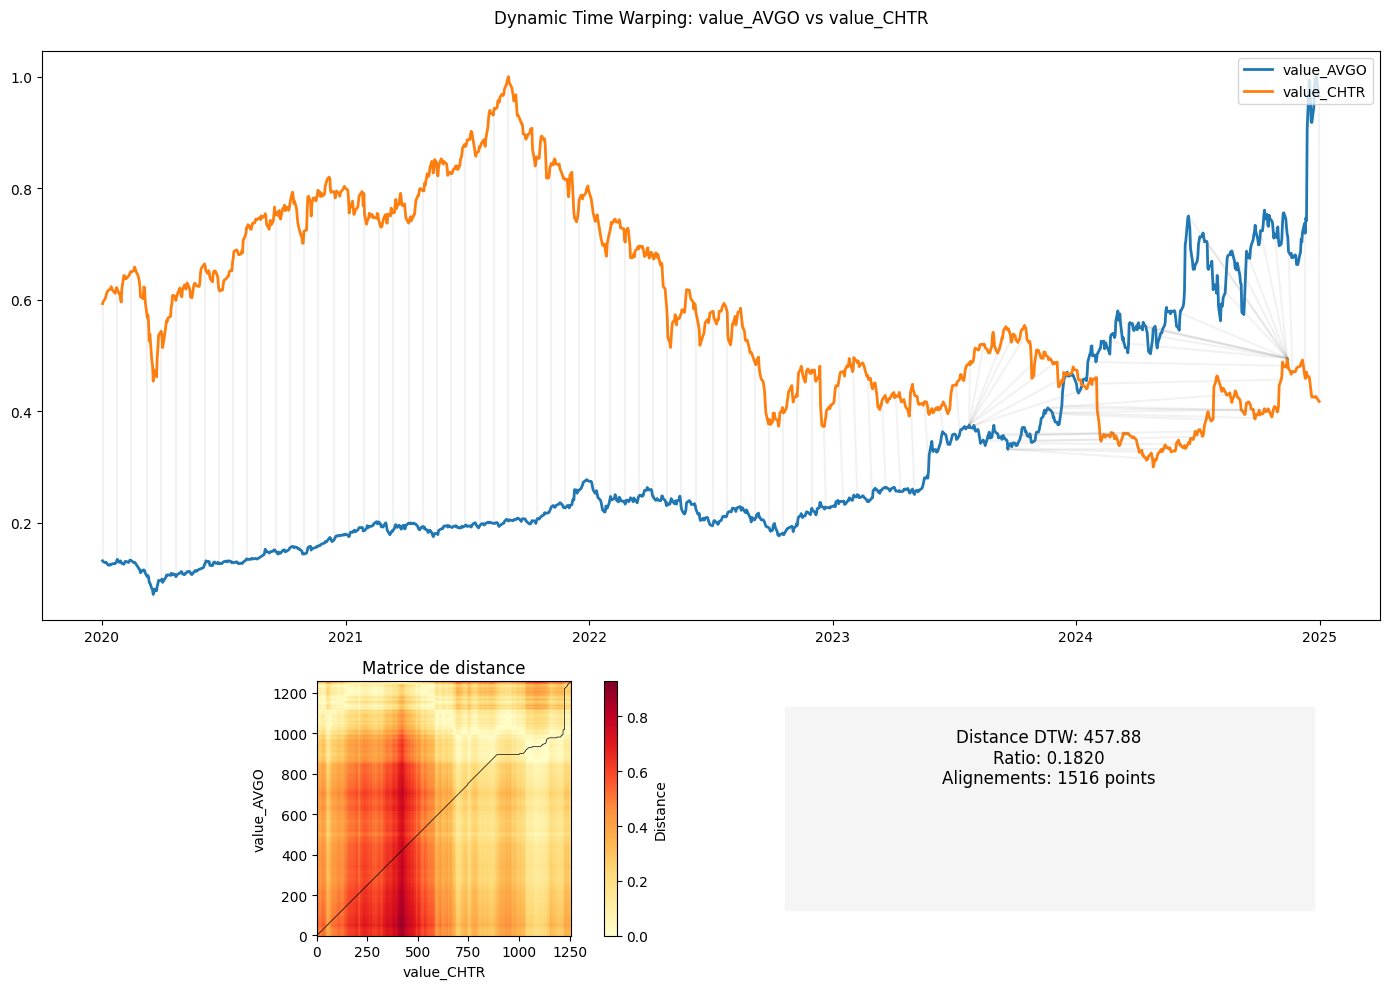 Dynamic Time Warping: value_AVGO vs value_CHTR
value_AVGO
value_CHTR
1.0
0.8
0.6
0.4
0.2
2020
2021
2022
2023
2024
2025
Matrice de distance
value_AVGO
1200
1000
800
600
400
200
0
0
250
500
750
1000
1250
value_CHTR
0.8
0.6
0.4
0.2
0.0
Distance
Distance DTW: 457.88
Ratio: 0.1820
Alignements: 1516 points